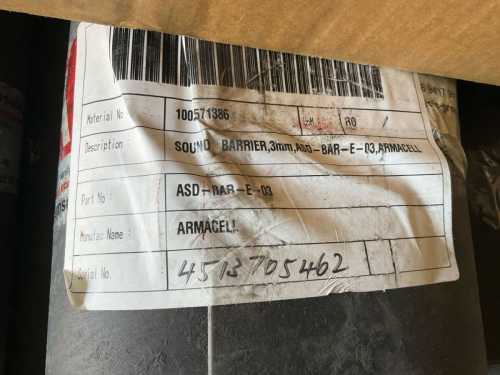 Material No : 100571386 RO
Description : SOUND BARRIER,3mm,ASD-BAR-E-03,ARMACELL
Part No : ASD-BAR-E-03
Manufac Name : ARMACELL
Serial No. 4513705462